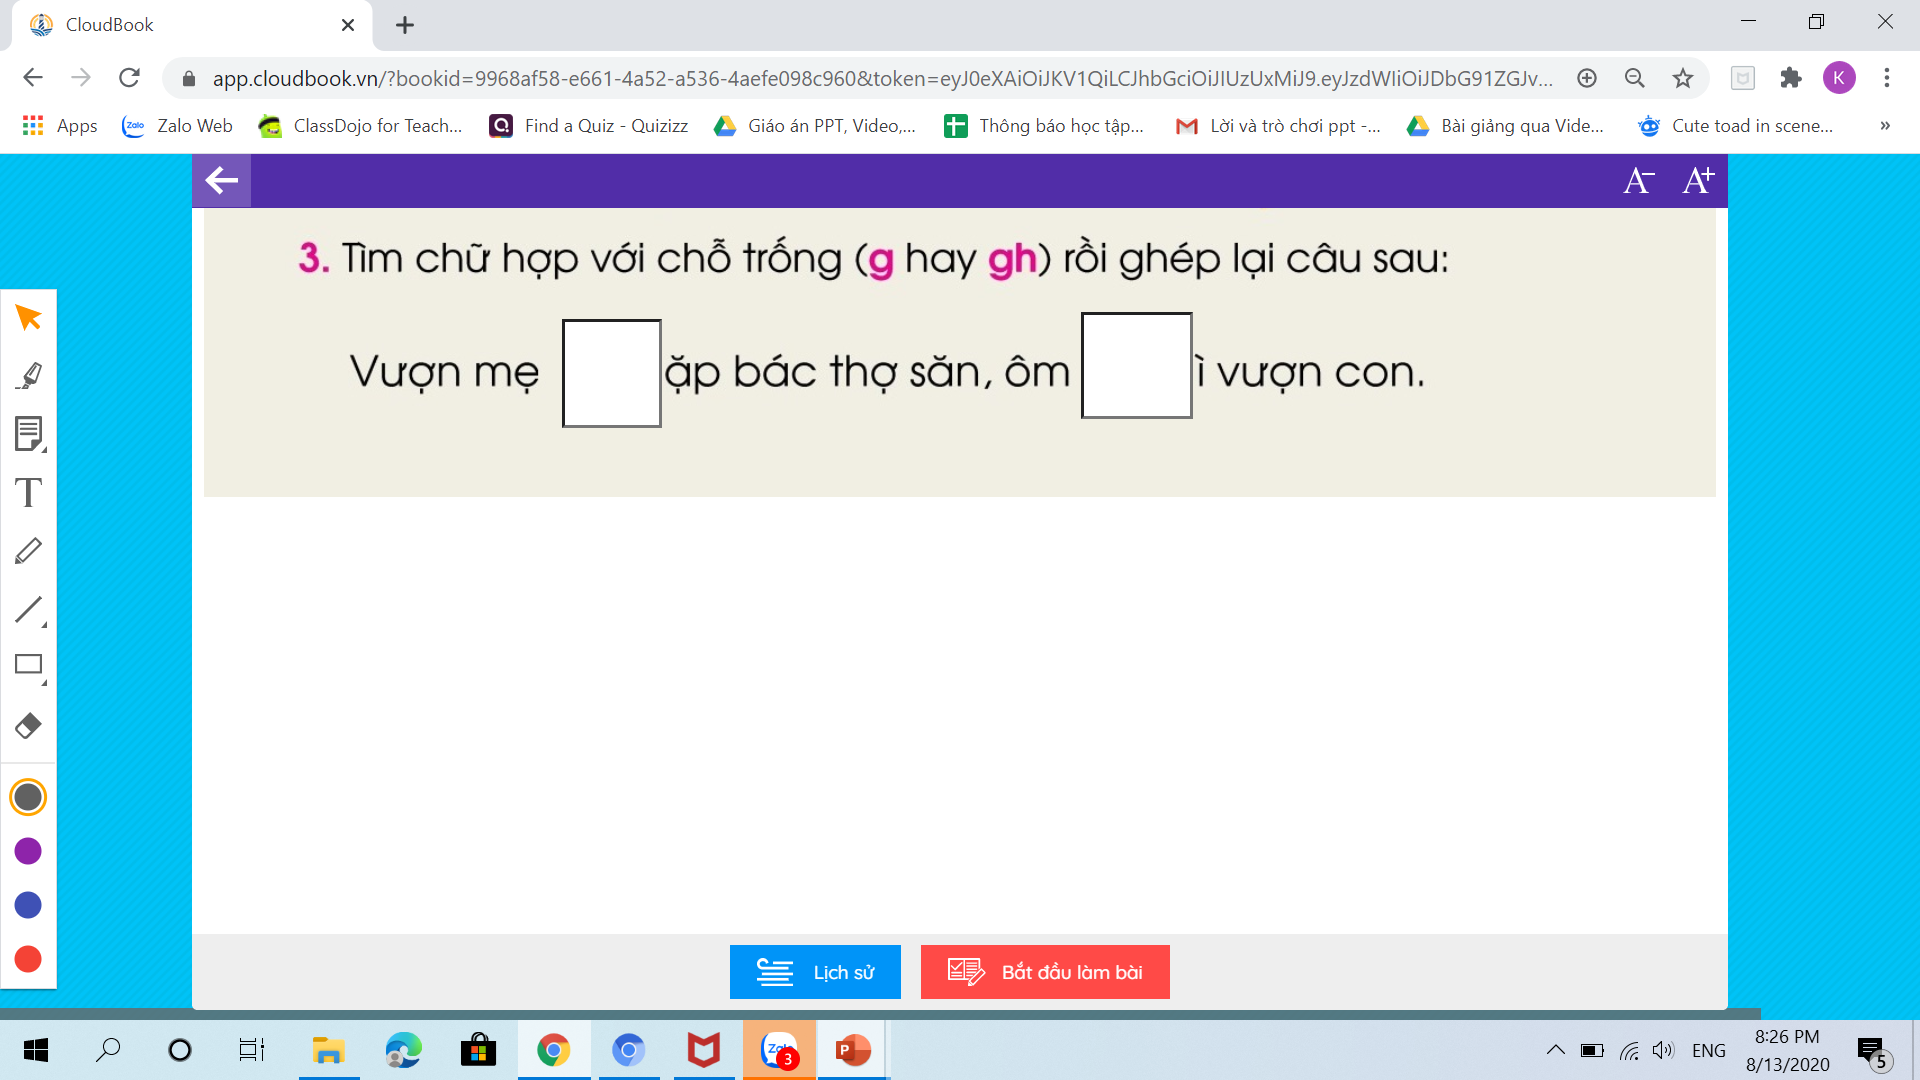 CloudBook
app.cloudbook.vn/?bookid=9968af58-e661-4a52-a536-4aefe098c960&token=eyJ0eXAiOiJKV1QiLCJhbGciOiJIUzUxMiJ9.eyJzdWIiOiJDbG91ZGJv...
K
Apps Zalo Web ClassDojo for Teach... Find a Quiz - Quizizz Giáo án PPT, Video,... Thông báo học tập... Lời và trò chơi ppt -... Bài giảng qua Vide... Cute toad in scene... »
A- A+
3. Tìm chữ hợp với chỗ trống (g hay gh) rồi ghép lại câu sau:
Vượn mẹ ặp bác thợ săn, ôm ì vượn con.
T
Lịch sử Bắt đầu làm bài
Zalo 3 P ENG 8:26 PM
8/13/2020 5